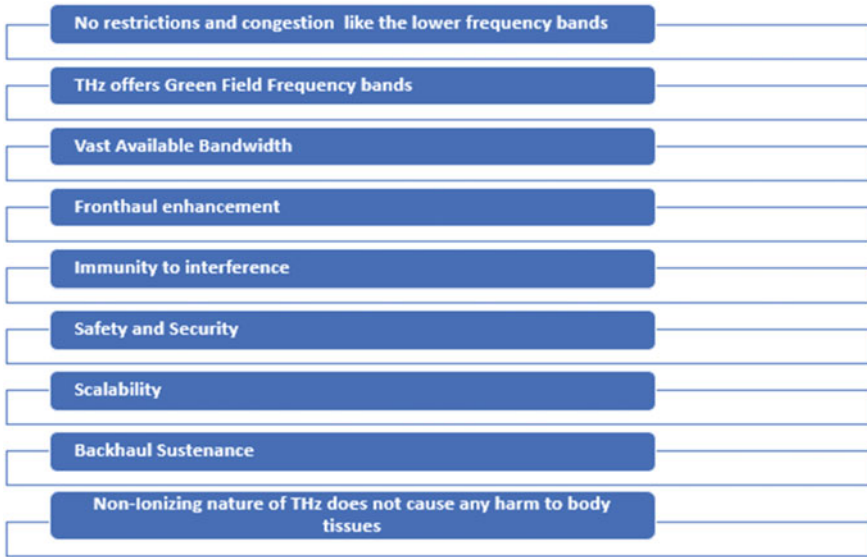 No restrictions and congestion like the lower frequency bands
THz offers Green Field Frequency bands
Vast Available Bandwidth
Fronthaul enhancement
Immunity to interference
Safety and Security
Scalability
Backhaul Sustenance
Non-Ionizing nature of THz does not cause any harm to body
tissues